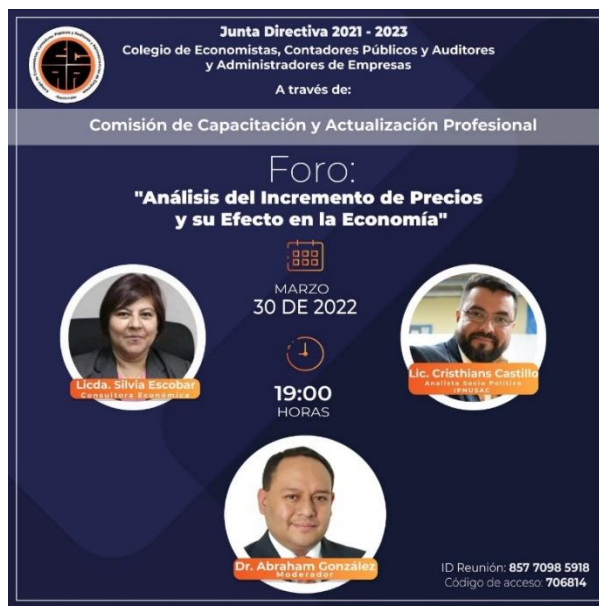 Junta Directiva 2021 - 2023
Colegio de Economistas, Contadores Públicos y Auditores
y Administradores de Empresas
A través de:
Comisión de Capacitación y Actualización Profesional
Foro:
"Análisis del Incremento de Precios
y su Efecto en la Economía"
MARZO
30 DE 2022
Licda. Silvia Escobar
Consultora Económica
Lic. Cristhians Castillo
Analista Socio Político
IPNUSAC
19:00
HORAS
Dr. Abraham González
Moderador
ID Reunión: 857 7098 5918
Código de acceso: 706814